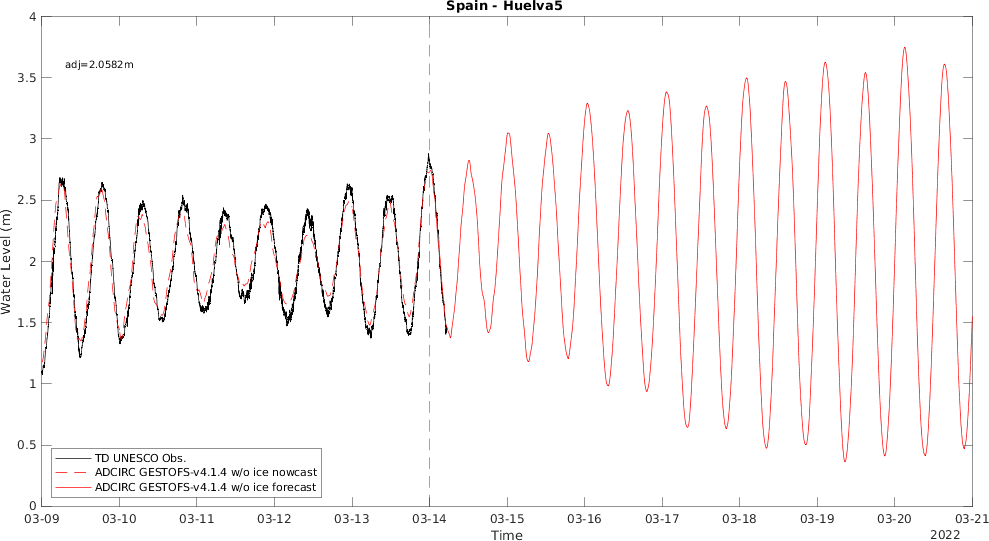 Spain - Huelva5
adj=2.0582m
Water Level (m)
4
3.5
3
2.5
2
1.5
1
0.5
0
TD UNESCO Obs.
ADCIRC GESTOFS-v4.1.4 w/o ice nowcast
ADCIRC GESTOFS-v4.1.4 w/o ice forecast
03-09 03-10 03-11 03-12 03-13 03-14 03-15 03-16 03-17 03-18 03-19 03-20 03-21
Time
2022